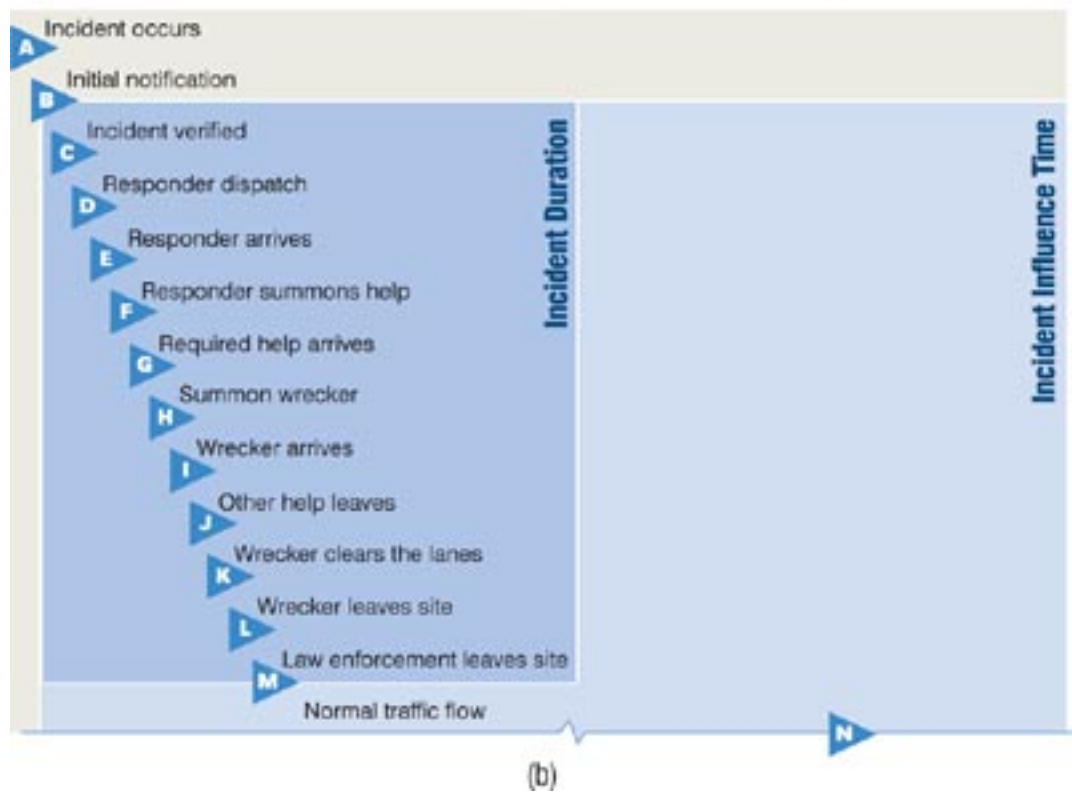 A Incident occurs
B Initial notification
C Incident verified
D Responder dispatch
E Responder arrives
F Responder summons help
G Required help arrives
H Summon wrecker
I Wrecker arrives
J Other help leaves
K Wrecker clears the lanes
L Wrecker leaves site
M Law enforcement leaves site
Normal traffic flow
N
Incident Duration
Incident Influence Time
(b)